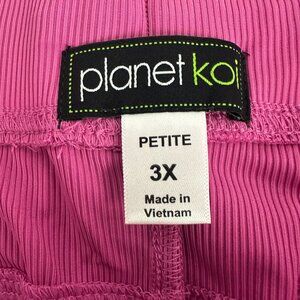 planet koi
PETITE
3X
Made in
Vietnam